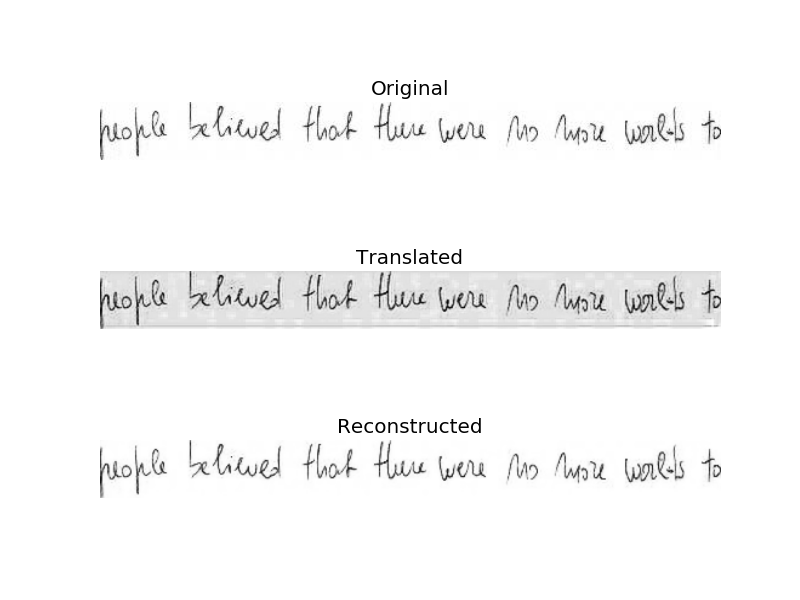 Original
people believed that there were no more worlds to
Translated
people believed that there were no more worlds to
Reconstructed
people believed that there were no more worlds to